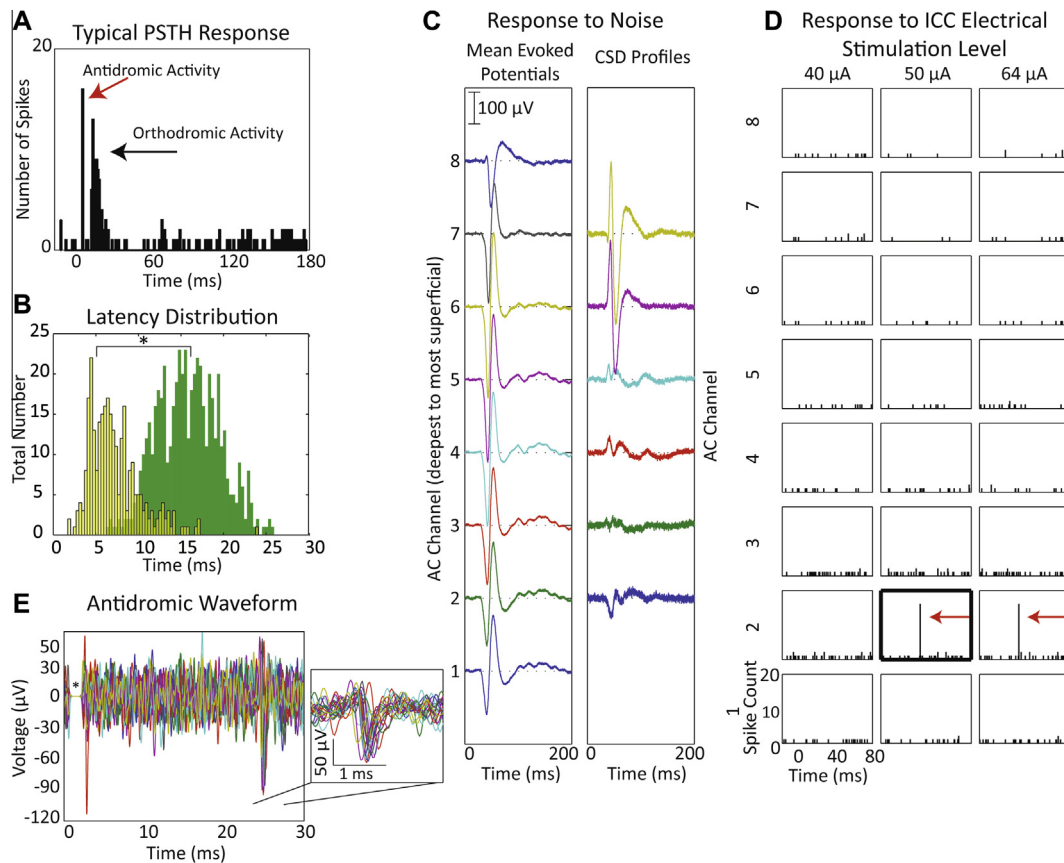 A
Typical PSTH Response
20
Antidromic Activity
Orthodromic Activity
Number of Spikes
0
0 60 120 180
Time (ms)
B
Latency Distribution
25
*
20
15
10
5
0
Total Number
0 5 10 15 20 25 30
Time (ms)
E
Antidromic Waveform
50
30
0
-30
-60
-90
-120
*
Voltage (µV)
0 10 20 30
Time (ms)
50 µV
1 ms
C
Response to Noise
Mean Evoked
Potentials
CSD Profiles
100 µV
8
7
6
5
4
3
2
1
AC Channel (deepest to most superficial)
AC Channel
0 200 0 200
Time (ms) Time (ms)
D
Response to ICC Electrical
Stimulation Level
40 µA 50 µA 64 µA
8
7
6
5
4
3
2
1
Spike Count
20
10
0
0 40 80
Time (ms)